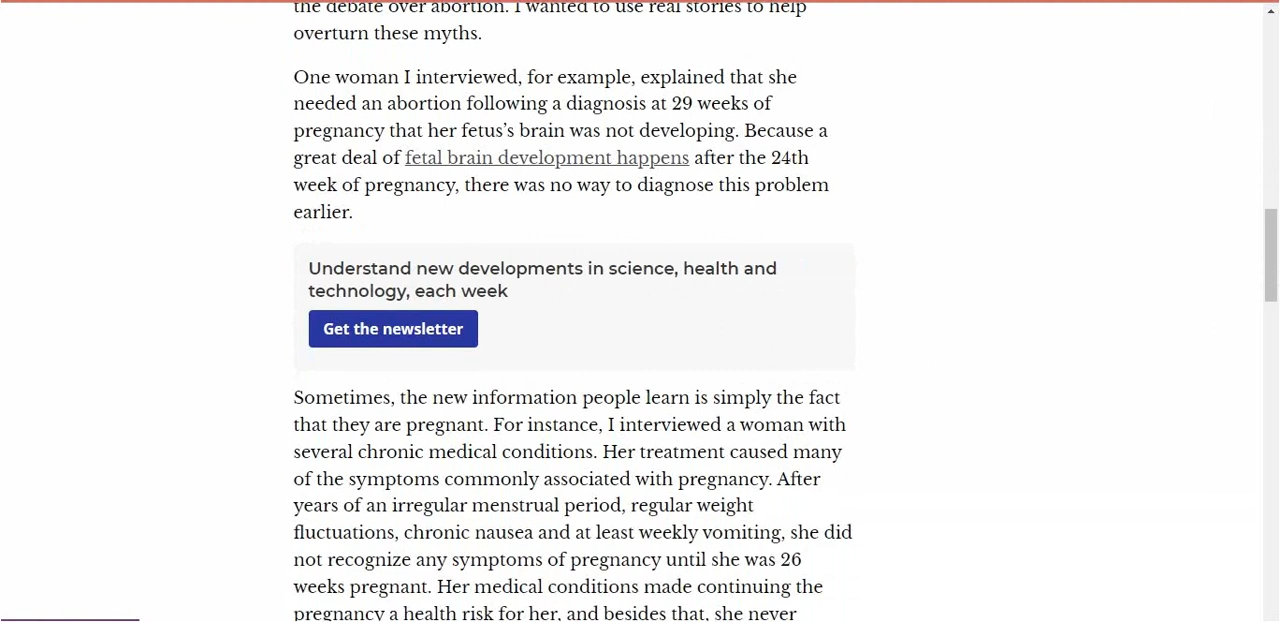 the debate over abortion. I wanted to use real stories to help
overturn these myths.
One woman I interviewed, for example, explained that she
needed an abortion following a diagnosis at 29 weeks of
pregnancy that her fetus’s brain was not developing. Because a
great deal of fetal brain development happens after the 24th
week of pregnancy, there was no way to diagnose this problem
earlier.
Understand new developments in science, health and
technology, each week
Get the newsletter
Sometimes, the new information people learn is simply the fact
that they are pregnant. For instance, I interviewed a woman with
several chronic medical conditions. Her treatment caused many
of the symptoms commonly associated with pregnancy. After
years of an irregular menstrual period, regular weight
fluctuations, chronic nausea and at least weekly vomiting, she did
not recognize any symptoms of pregnancy until she was 26
weeks pregnant. Her medical conditions made continuing the
pregnancy a health risk for her, and besides that, she never